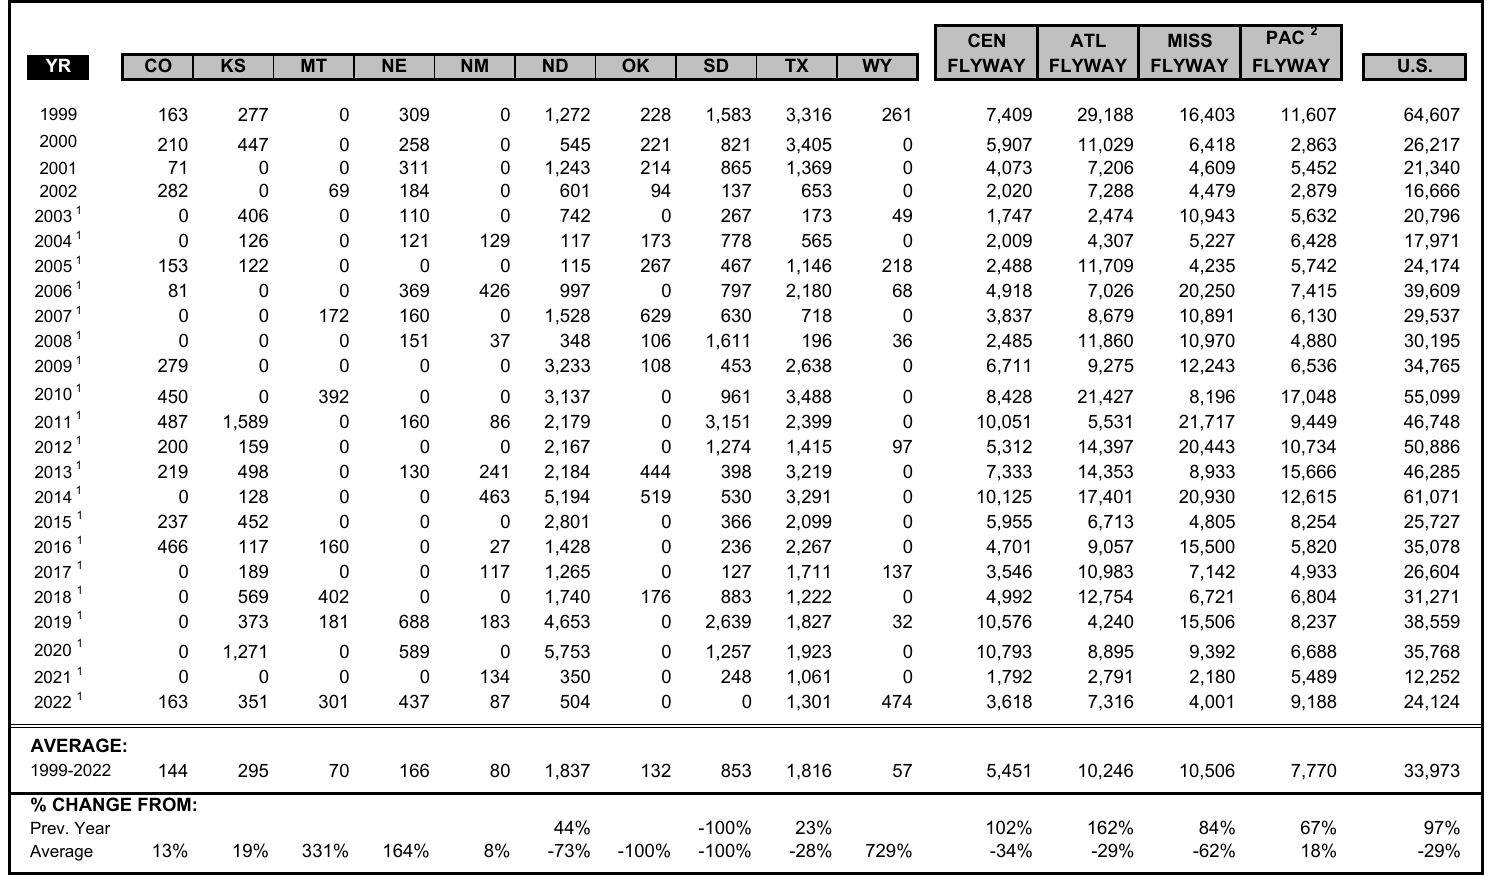 CEN ATL MISS PAC 2
YR CO KS MT NE NM ND OK SD TX WY FLYWAY FLYWAY FLYWAY FLYWAY U.S.
1999 163 277 0 309 0 1,272 228 1,583 3,316 261 7,409 29,188 16,403 11,607 64,607
2000 210 447 0 258 0 545 221 821 3,405 0 5,907 11,029 6,418 2,863 26,217
2001 71 0 0 311 0 1,243 214 865 1,369 0 4,073 7,206 4,609 5,452 21,340
2002 282 0 69 184 0 601 94 137 653 0 2,020 7,288 4,479 2,879 16,666
2003 1 0 406 0 110 0 742 0 267 173 49 1,747 2,474 10,943 5,632 20,796
2004 1 0 126 0 121 129 117 173 778 565 0 2,009 4,307 5,227 6,428 17,971
2005 1 153 122 0 0 0 115 267 467 1,146 218 2,488 11,709 4,235 5,742 24,174
2006 1 81 0 0 369 426 997 0 797 2,180 68 4,918 7,026 20,250 7,415 39,609
2007 1 0 0 172 160 0 1,528 629 630 718 0 3,837 8,679 10,891 6,130 29,537
2008 1 0 0 0 151 37 348 106 1,611 196 36 2,485 11,860 10,970 4,880 30,195
2009 1 279 0 0 0 0 3,233 108 453 2,638 0 6,711 9,275 12,243 6,536 34,765
2010 1 450 0 392 0 0 3,137 0 961 3,488 0 8,428 21,427 8,196 17,048 55,099
2011 1 487 1,589 0 160 86 2,179 0 3,151 2,399 0 10,051 5,531 21,717 9,449 46,748
2012 1 200 159 0 0 0 2,167 0 1,274 1,415 97 5,312 14,397 20,443 10,734 50,886
2013 1 219 498 0 130 241 2,184 444 398 3,219 0 7,333 14,353 8,933 15,666 46,285
2014 1 0 128 0 0 463 5,194 519 530 3,291 0 10,125 17,401 20,930 12,615 61,071
2015 1 237 452 0 0 0 2,801 0 366 2,099 0 5,955 6,713 4,805 8,254 25,727
2016 1 466 117 160 0 27 1,428 0 236 2,267 0 4,701 9,057 15,500 5,820 35,078
2017 1 0 189 0 0 117 1,265 0 127 1,711 137 3,546 10,983 7,142 4,933 26,604
2018 1 0 569 402 0 0 1,740 176 883 1,222 0 4,992 12,754 6,721 6,804 31,271
2019 1 0 373 181 688 183 4,653 0 2,639 1,827 32 10,576 4,240 15,506 8,237 38,559
2020 1 0 1,271 0 589 0 5,753 0 1,257 1,923 0 10,793 8,895 9,392 6,688 35,768
2021 1 0 0 0 0 134 350 0 248 1,061 0 1,792 2,791 2,180 5,489 12,252
2022 1 163 351 301 437 87 504 0 0 1,301 474 3,618 7,316 4,001 9,188 24,124
AVERAGE:
1999-2022 144 295 70 166 80 1,837 132 853 1,816 57 5,451 10,246 10,506 7,770 33,973
% CHANGE FROM:
Prev. Year 44% -100% 23% 102% 162% 84% 67% 97%
Average 13% 19% 331% 164% 8% -73% -100% -100% -28% 729% -34% -29% -62% 18% -29%